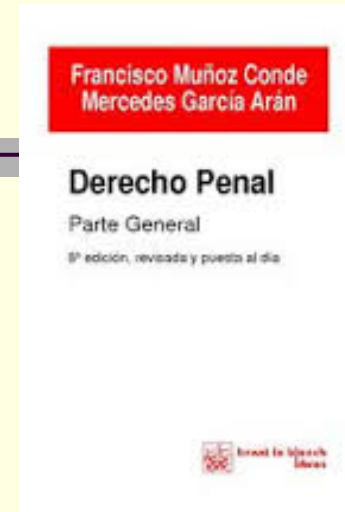 Francisco Muñoz Conde
Mercedes García Arán
Derecho Penal
Parte General
8ª edición, revisada y puesta al día
tirant lo blanch
libros